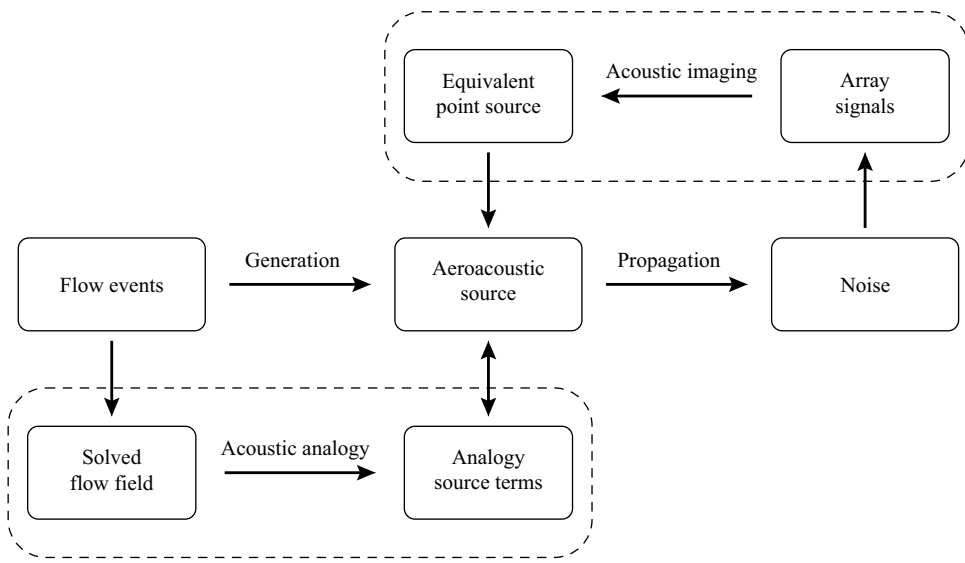 Equivalent
point source
Acoustic imaging
Array
signals
Flow events
Generation
Aeroacoustic
source
Propagation
Noise
Solved
flow field
Acoustic analogy
Analogy
source terms